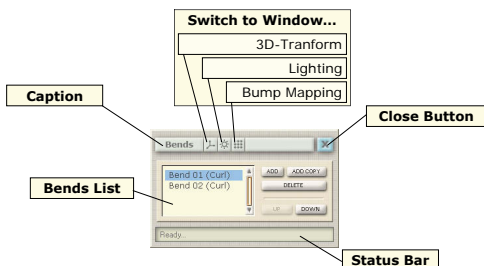 Switch to Window...
3D-Tranform
Lighting
Bump Mapping
Caption
Close Button
Bends
Bends List
Bend 01 (Curl)
Bend 02 (Curl)
ADD
ADD COPY
DELETE
UP
DOWN
Ready...
Status Bar